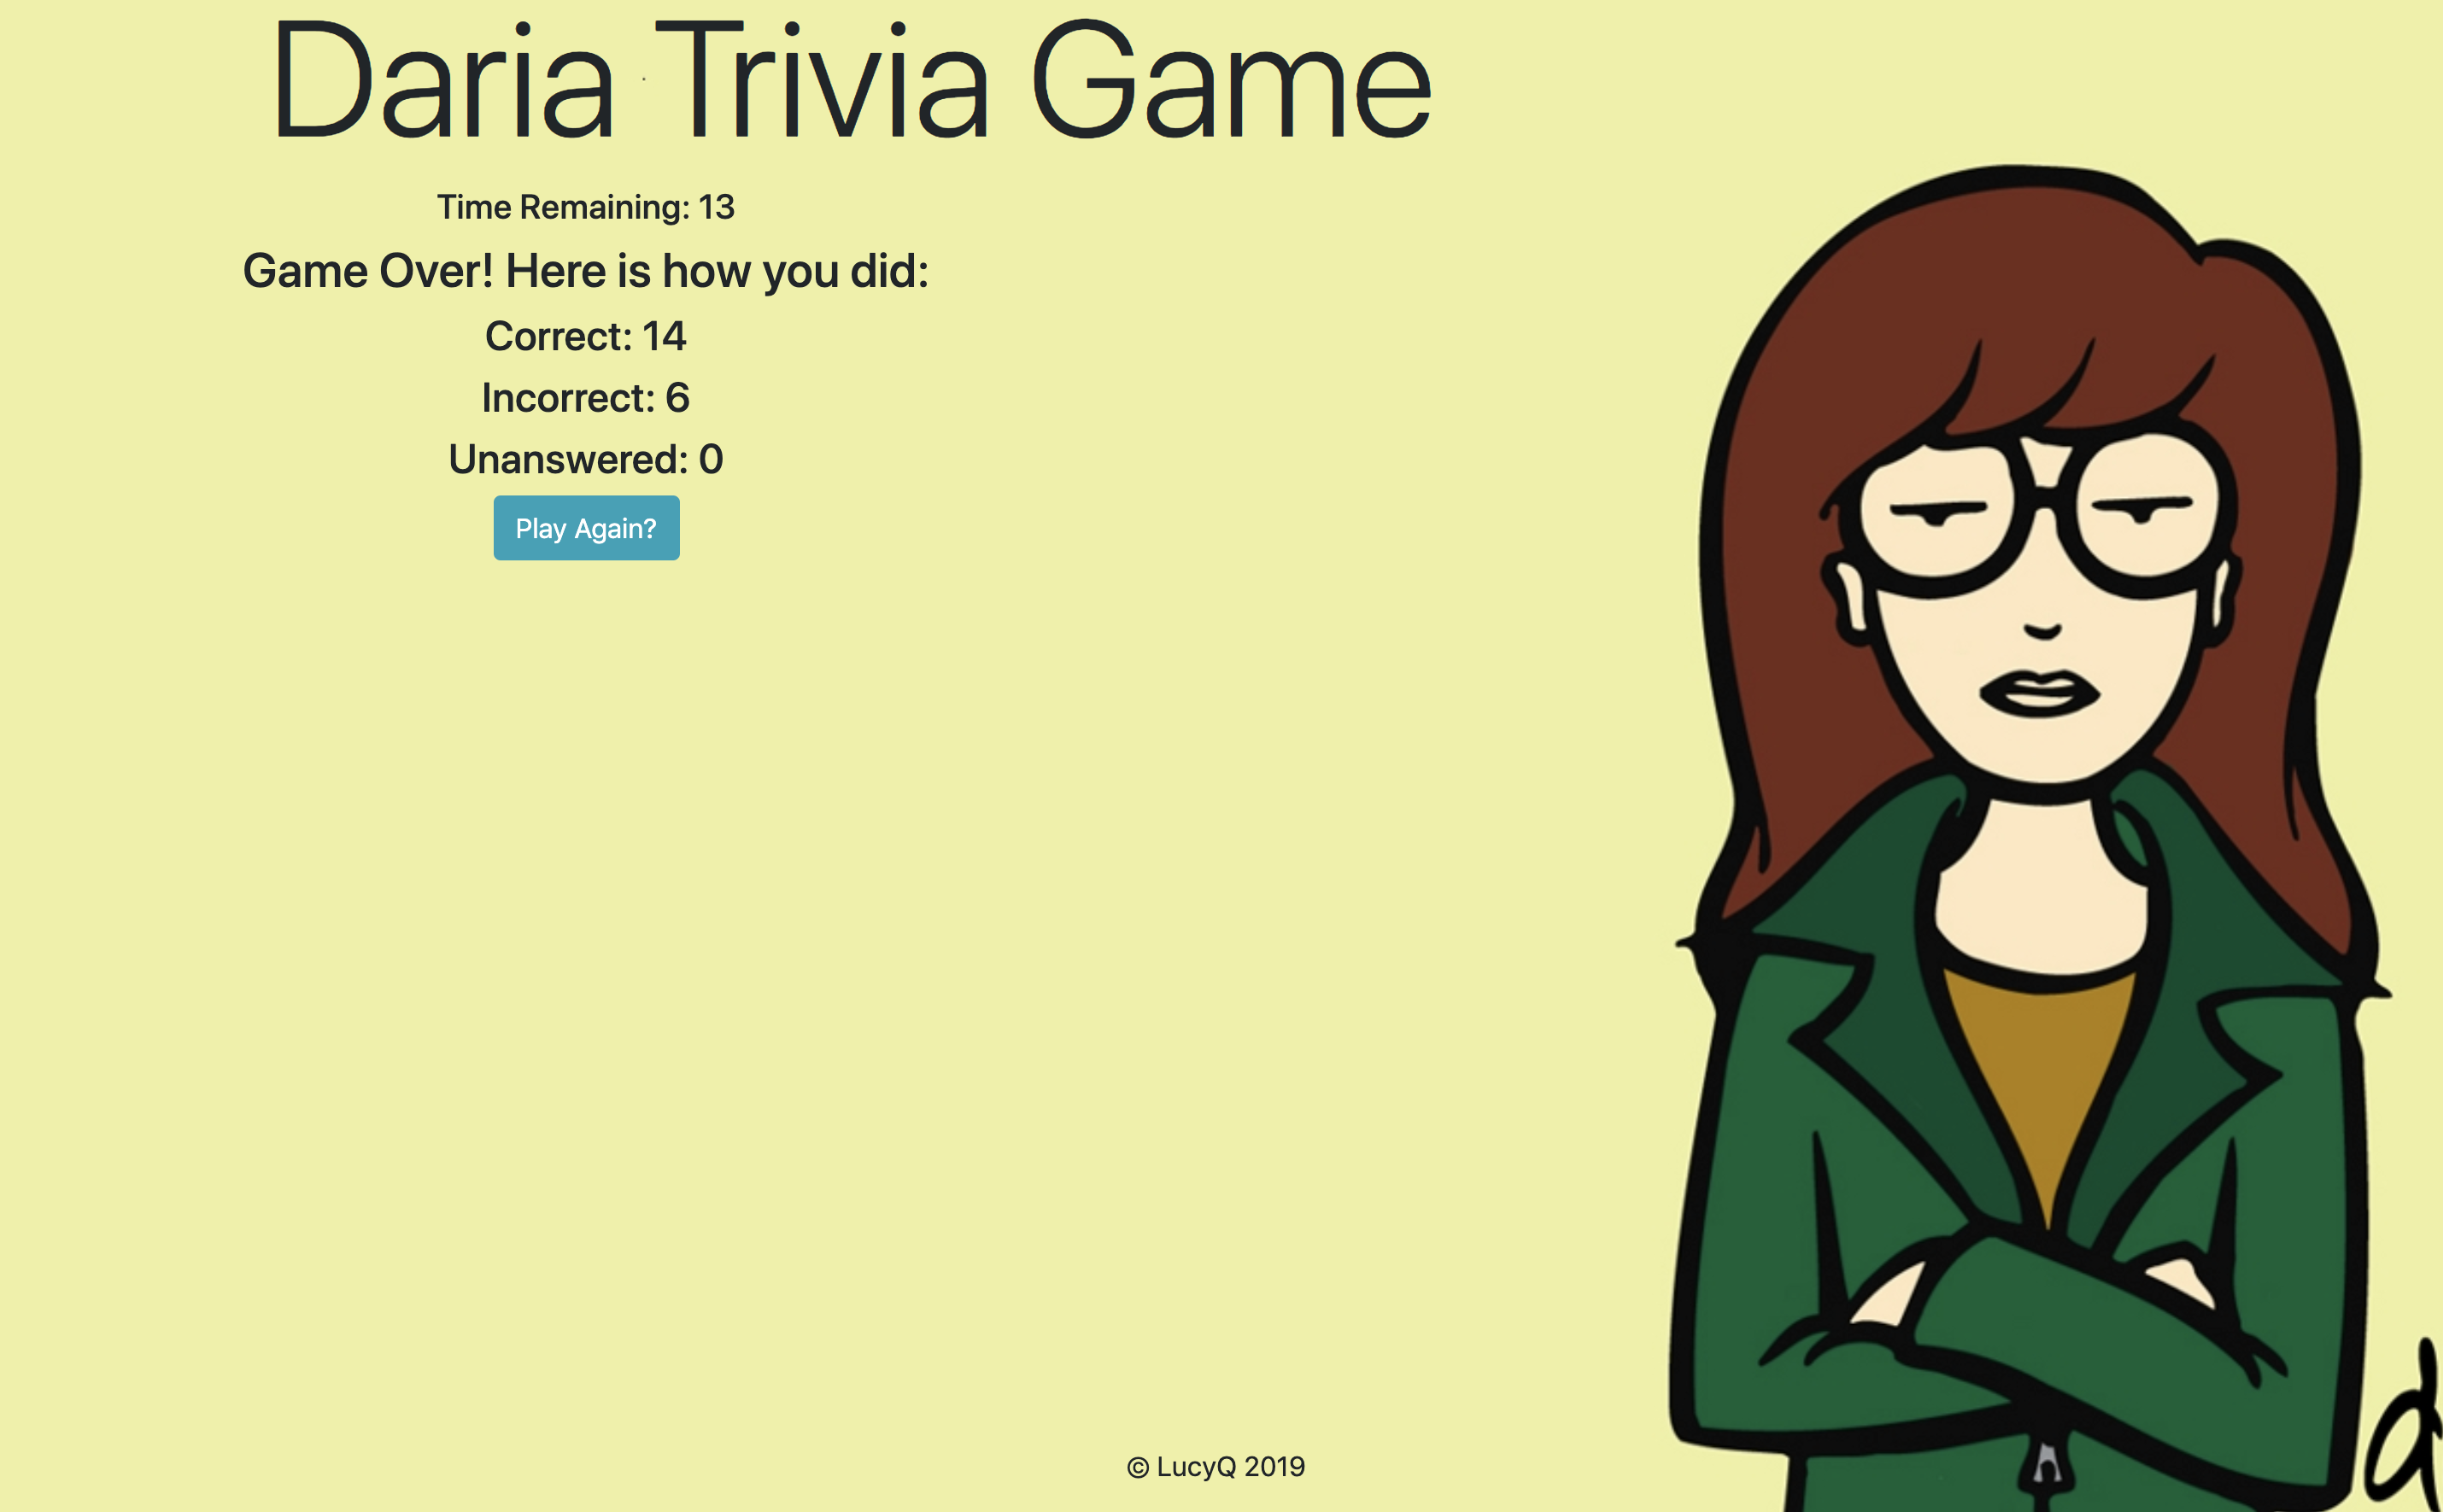 Daria Trivia Game
Time Remaining: 13
Game Over! Here is how you did:
Correct: 14
Incorrect: 6
Unanswered: 0
Play Again?
© LucyQ 2019
d